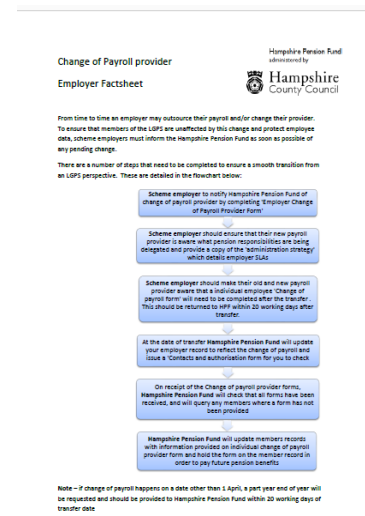 Hampshire Pension Fund
administered by
Hampshire
County Council
Change of Payroll provider
Employer Factsheet
From time to time an employer may outsource their payroll and/or change their provider.
To ensure that members of the LGPS are unaffected by this change and protect employee
data, scheme employers must inform the Hampshire Pension Fund as soon as possible of
any pending change.
There are a number of steps that need to be completed to ensure a smooth transition from
an LGPS perspective.  These are detailed in the flowchart below:
Scheme employer to notify Hampshire Pension Fund of
change of payroll provider by completing 'Employer Change
of Payroll Provider Form'
Scheme employer should ensure that their new payroll
provider is aware what pension responsibilities are being
delegated and provide a copy of the 'administration strategy'
which details employer SLAs
Scheme employer should make their old and new payroll
provider aware that a individual employee 'Change of
payroll form' will need to be completed after the transfer .
This should be returned to HPF within 20 working days after
transfer.
At the date of transfer Hampshire Pension Fund will update
your employer record to reflect the change of payroll and
issue a 'Contacts and authorisation form for you to check
On receipt of the Change of payroll provider forms,
Hampshire Pension Fund will check that all forms have been
received, and will query any members where a form has not
been provided
Hampshire Pension Fund will update members records
with information provided on individual change of payroll
provider form and hold the form on the member record in
order to pay future pension benefits
Note – if change of payroll happens on a date other than 1 April, a part year end of year will
be requested and should be provided to Hampshire Pension Fund within 20 working days of
transfer date